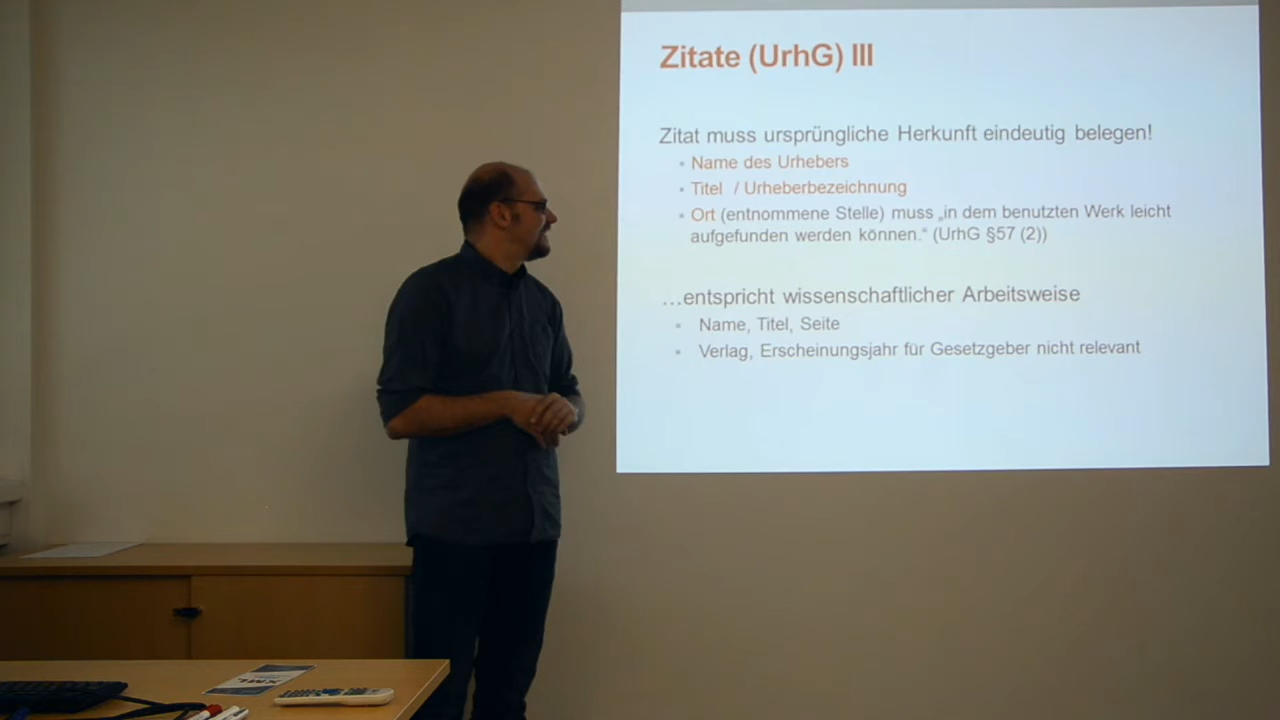 Zitate (UrhG) III
Zitat muss ursprüngliche Herkunft eindeutig belegen!
▪ Name des Urhebers
▪ Titel / Urheberbezeichnung
▪ Ort (entnommene Stelle) muss „in dem benutzten Werk leicht
aufgefunden werden können.“ (UrhG §57 (2))
…entspricht wissenschaftlicher Arbeitsweise
▪ Name, Titel, Seite
▪ Verlag, Erscheinungsjahr für Gesetzgeber nicht relevant
XML